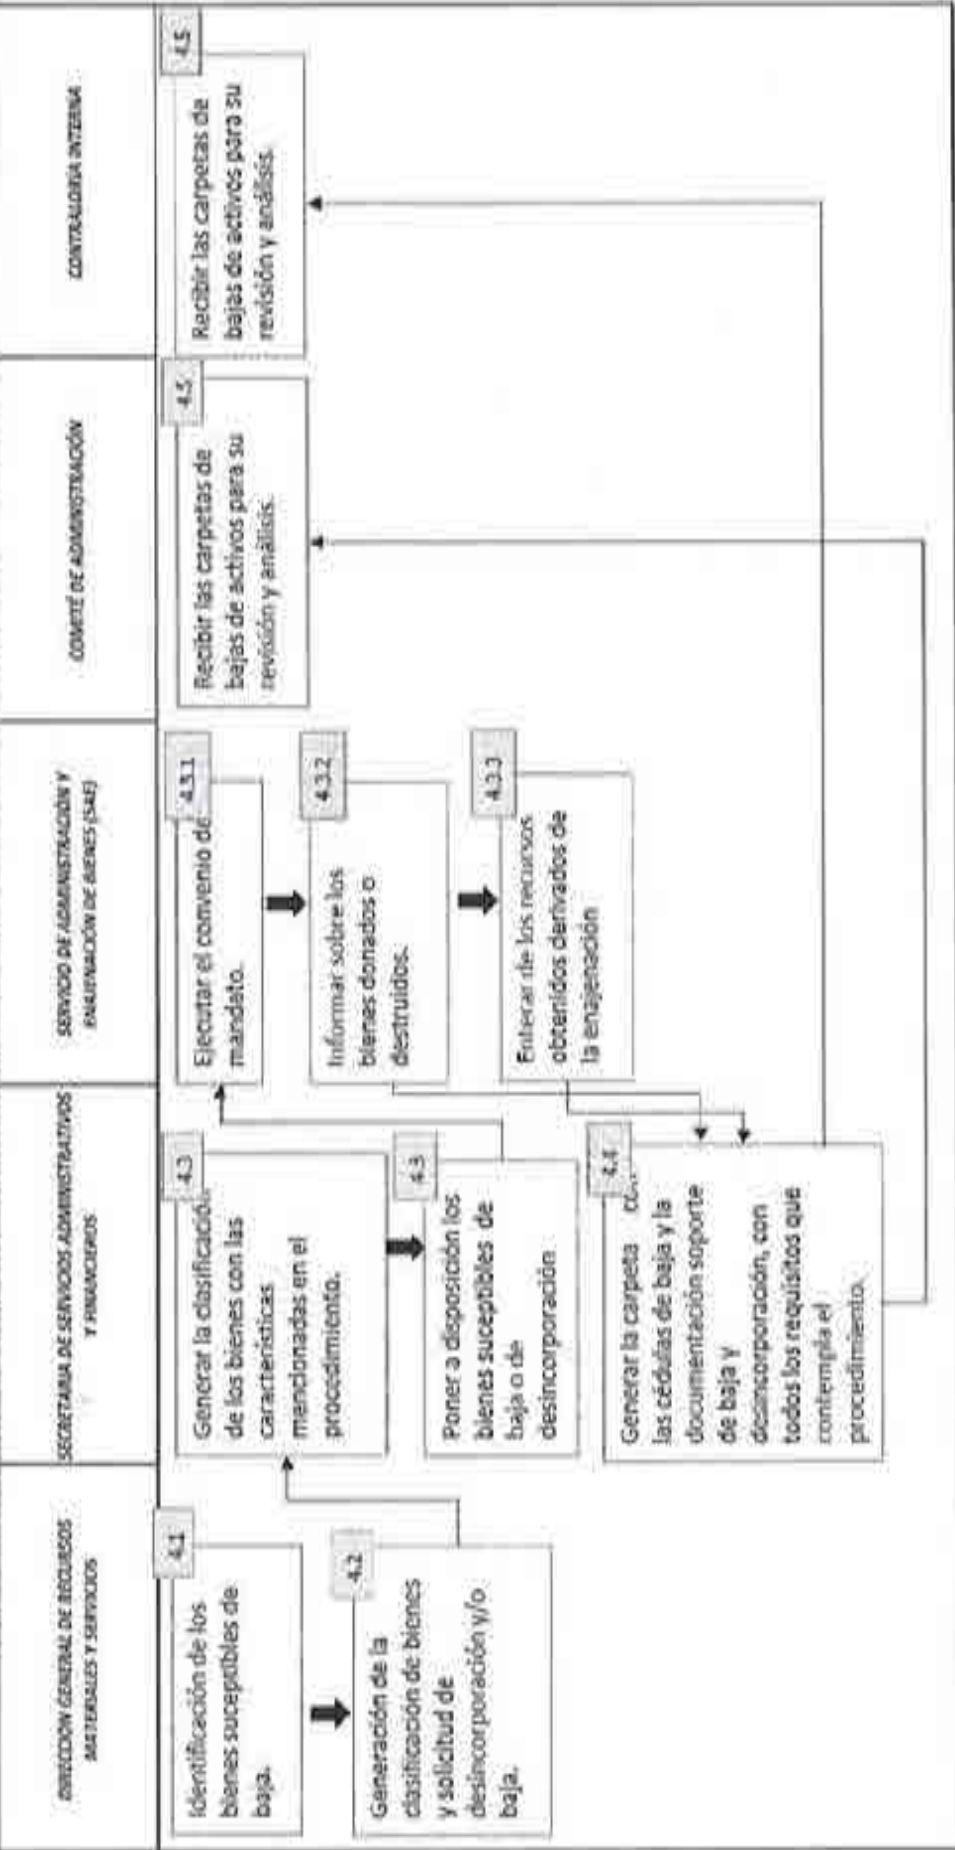 DIRECCIÓN GENERAL DE RECURSOS
MATERIALES Y SERVICIOS
SECRETARIA DE SERVICIOS ADMINISTRATIVOS
Y FINANCIEROS
SERVICIO DE ADMINISTRACIÓN Y
ENAJENACIÓN DE BIENES (SAE)
COMITÉ DE ADMINISTRACIÓN
CONTRALORÍA INTERNA
4.1
Identificación de los
bienes suceptibles de
baja.
4.2
Generación de la
clasificación de bienes
y solicitud de
desincorporación y/o
baja.
4.3
Generar la clasificación
de los bienes con las
características
mencionadas en el
procedimiento.
4.3
Poner a disposición los
bienes suceptibles de
baja o de
desincorporación
4.4
Generar la carpeta
las cédulas de baja y la
documentación soporte
de baja y
desincorporación, con
todos los requisitos que
contempla el
procedimiento.
4.3.1
Ejecutar el convenio de
mandato.
4.3.2
Informar sobre los
bienes donados o
destruidos.
4.3.3
Enterar de los recursos
obtenidos derivados de
la enajenación
4.5
Recibir las carpetas de
bajas de activos para su
revisión y análisis.
4.5
Recibir las carpetas de
bajas de activos para su
revisión y análisis.